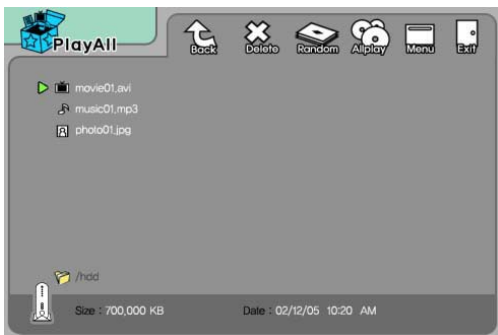 PlayAll
Back Delete Random Allplay Menu Exit
movie01.avi
music01.mp3
photo01.jpg
/hdd
Size : 700,000 KB Date : 02/12/05 10:20 AM